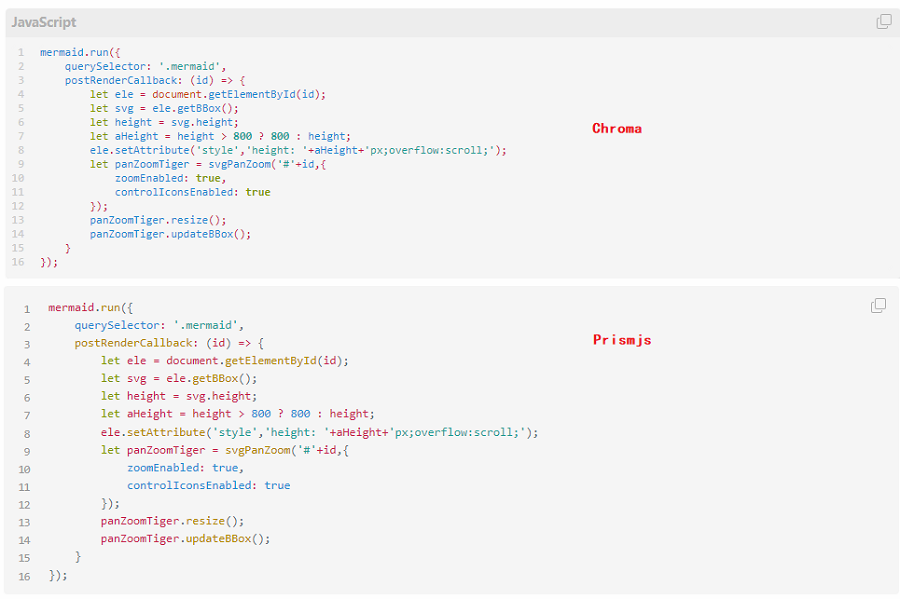 JavaScript
1 mermaid.run({
2     querySelector: '.mermaid',
3     postRenderCallback: (id) => {
4         let ele = document.getElementById(id);
5         let svg = ele.getBBox();
6         let height = svg.height;
7         let aHeight = height > 800 ? 800 : height;
8         ele.setAttribute('style','height: '+aHeight+'px;overflow:scroll;');
9         let panZoomTiger = svgPanZoom('#'+id,{
10             zoomEnabled: true,
11             controlIconsEnabled: true
12         });
13         panZoomTiger.resize();
14         panZoomTiger.updateBBox();
15     }
16 });
Chroma
1 mermaid.run({
2     querySelector: '.mermaid',
3     postRenderCallback: (id) => {
4         let ele = document.getElementById(id);
5         let svg = ele.getBBox();
6         let height = svg.height;
7         let aHeight = height > 800 ? 800 : height;
8         ele.setAttribute('style','height: '+aHeight+'px;overflow:scroll;');
9         let panZoomTiger = svgPanZoom('#'+id,{
10             zoomEnabled: true,
11             controlIconsEnabled: true
12         });
13         panZoomTiger.resize();
14         panZoomTiger.updateBBox();
15     }
16 });
Prismjs